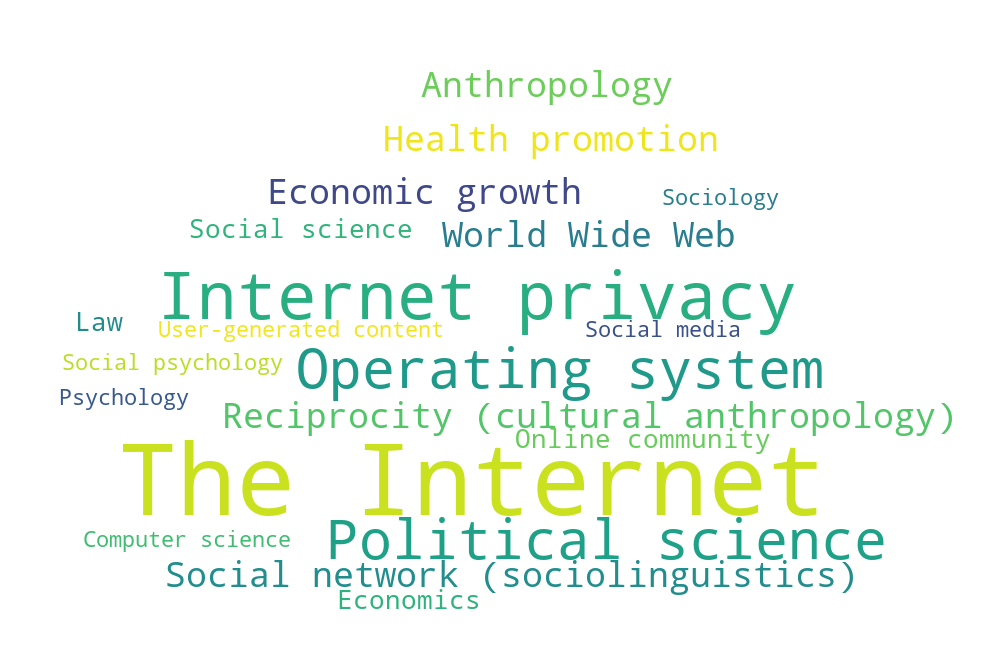 Anthropology
Health promotion
Economic growth
Sociology
Social science
World Wide Web
Internet privacy
Law
User-generated content
Social media
Social psychology
Operating system
Psychology
Reciprocity (cultural anthropology)
Online community
The Internet
Computer science
Political science
Social network (sociolinguistics)
Economics